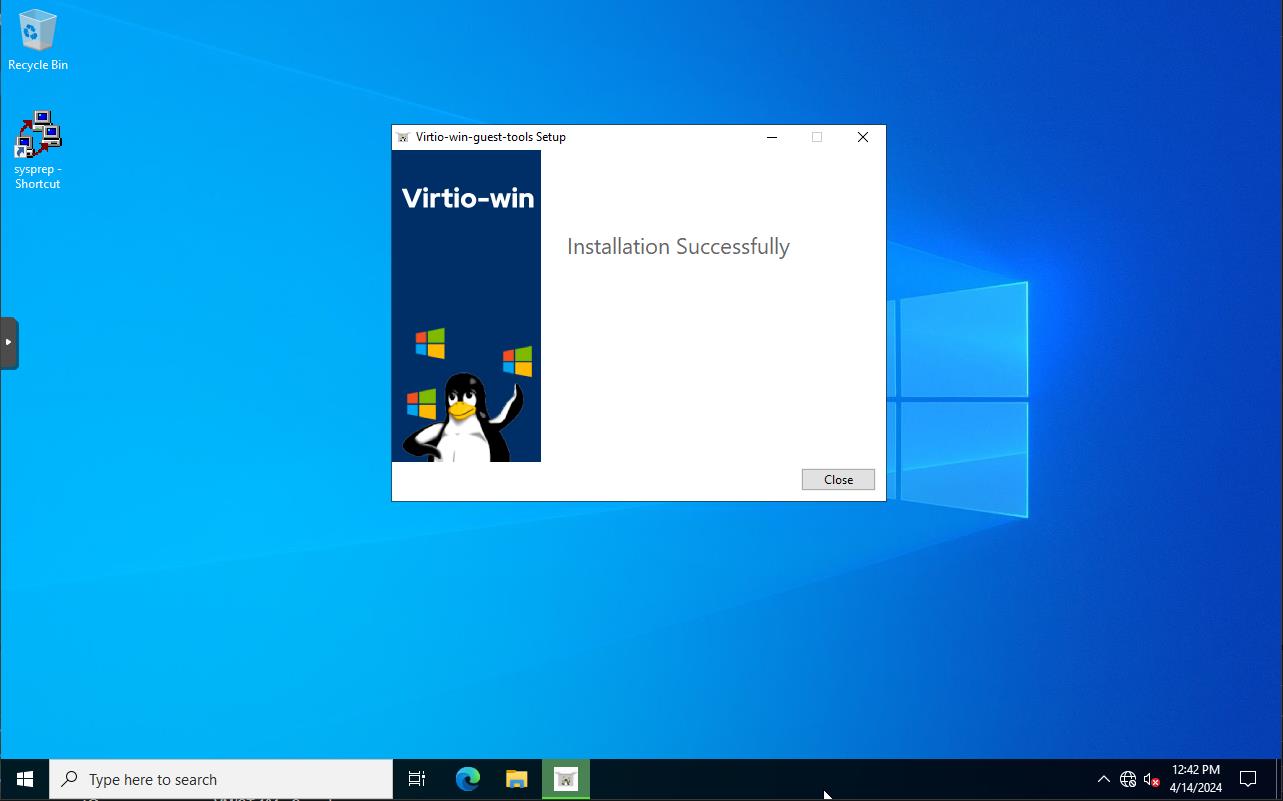 Recycle Bin
sysprep -
Shortcut
Virtio-win-guest-tools Setup
Virtio-win
Installation Successfully
Close
Type here to search
12:42 PM
4/14/2024